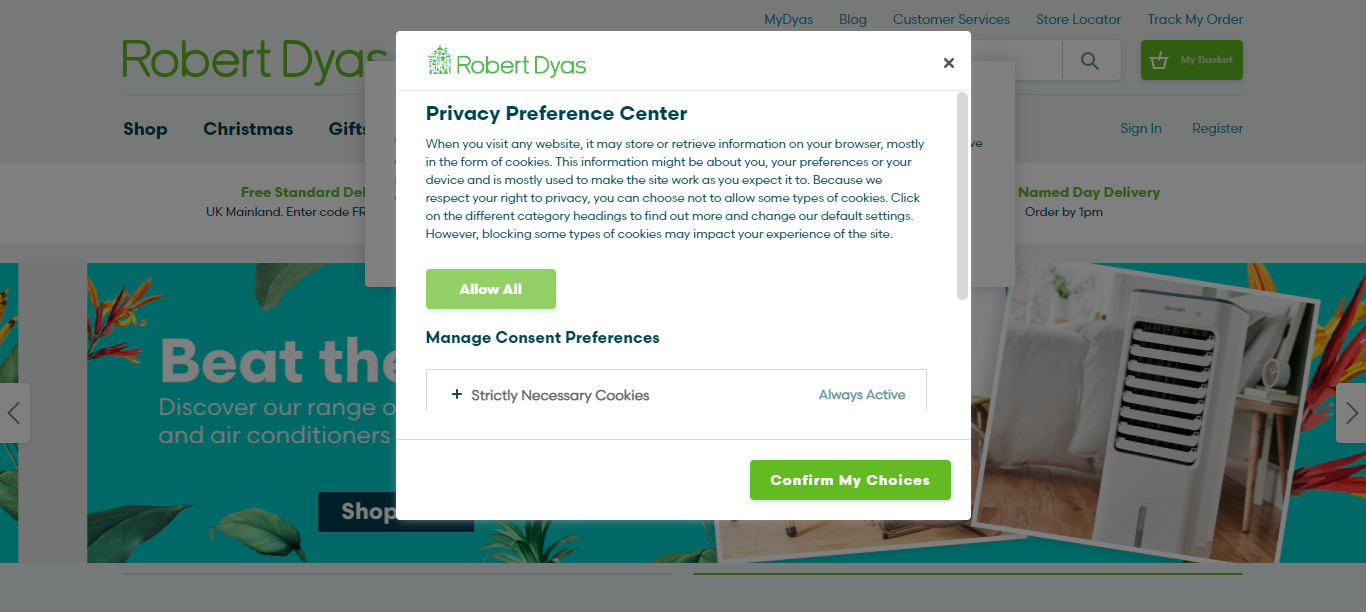 MyDyas Blog Customer Services Store Locator Track My Order
Robert Dyas
My Basket
Shop Christmas Gifts
Sign In Register
Free Standard Del
UK Mainland. Enter code FR
Named Day Delivery
Order by 1pm
Beat the
Discover our range o
and air conditioners
Shop
Robert Dyas
Privacy Preference Center
When you visit any website, it may store or retrieve information on your browser, mostly
in the form of cookies. This information might be about you, your preferences or your
device and is mostly used to make the site work as you expect it to. Because we
respect your right to privacy, you can choose not to allow some types of cookies. Click
on the different category headings to find out more and change our default settings.
However, blocking some types of cookies may impact your experience of the site.
Allow All
Manage Consent Preferences
+ Strictly Necessary Cookies Always Active
Confirm My Choices